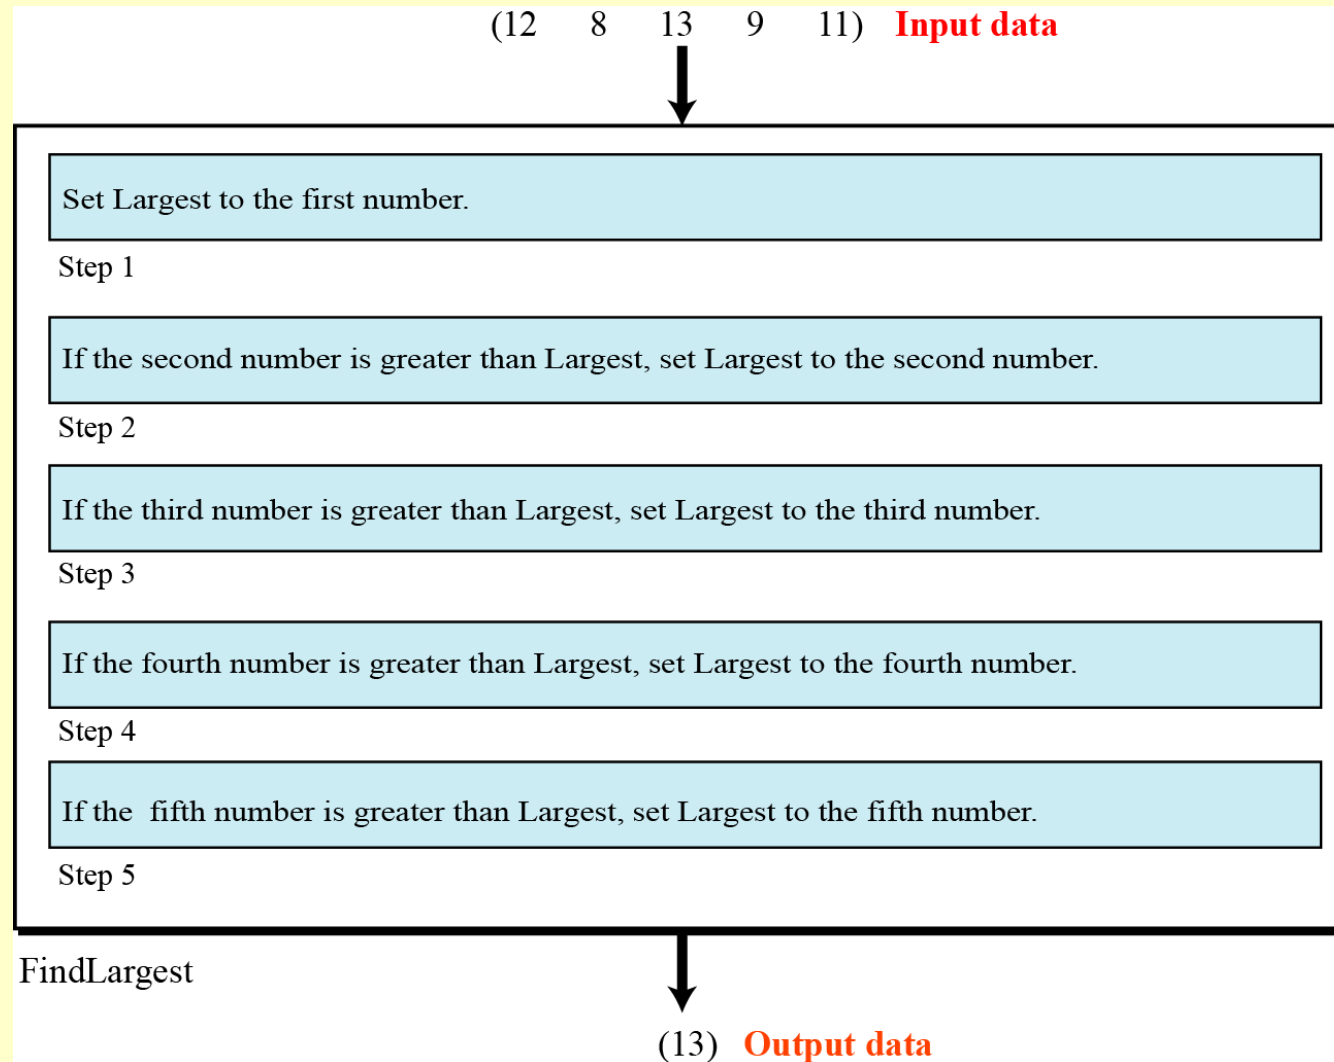 (12 8 13 9 11) Input data
Set Largest to the first number.
Step 1
If the second number is greater than Largest, set Largest to the second number.
Step 2
If the third number is greater than Largest, set Largest to the third number.
Step 3
If the fourth number is greater than Largest, set Largest to the fourth number.
Step 4
If the fifth number is greater than Largest, set Largest to the fifth number.
Step 5
FindLargest
(13) Output data